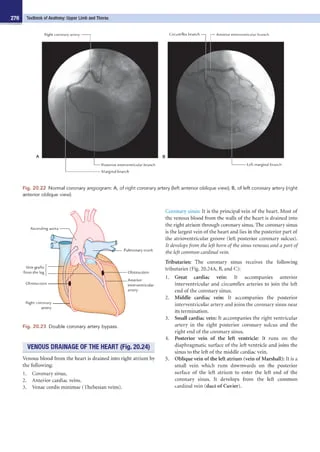 276 Textbook of Anatomy: Upper Limb and Thorax
Right coronary artery
Circumflex branch
Anterior interventricular branch
A
Posterior interventricular branch
Marginal branch
B
Left marginal branch
Fig. 20.22 Normal coronary angiogram: A, of right coronary artery (left anterior oblique view); B, of left coronary artery (right
anterior oblique view).
Ascending aorta
Pulmonary trunk
Vein grafts
from the leg
Obstruction
Obstruction
Anterior
interventricular
artery
Right coronary
artery
Fig. 20.23 Double coronary artery bypass.
VENOUS DRAINAGE OF THE HEART (Fig. 20.24)
Venous blood from the heart is drained into right atrium by
the following:
1. Coronary sinus.
2. Anterior cardiac veins.
3. Venae cordis minimae (Thebesian veins).
Coronary sinus: It is the principal vein of the heart. Most of
the venous blood from the walls of the heart is drained into
the right atrium through coronary sinus. The coronary sinus
is the largest vein of the heart and lies in the posterior part of
the atrioventricular groove (left posterior coronary sulcus).
It develops from the left horn of the sinus venosus and a part of
the left common cardinal vein.
Tributaries: The coronary sinus receives the following
tributaries (Fig. 20.24A, B, and C):
1. Great cardiac vein: It accompanies anterior
interventricular and circumflex arteries to join the left
end of the coronary sinus.
2. Middle cardiac vein: It accompanies the posterior
interventricular artery and joins the coronary sinus near
its termination.
3. Small cardiac vein: It accompanies the right ventricular
artery in the right posterior coronary sulcus and the
right end of the coronary sinus.
4. Posterior vein of the left ventricle: It runs on the
diaphragmatic surface of the left ventricle and joins the
sinus to the left of the middle cardiac vein.
5. Oblique vein of the left atrium (vein of Marshall): It is a
small vein which runs downwards on the posterior
surface of the left atrium to enter the left end of the
coronary sinus. It develops from the left common
cardinal vein (duct of Cuvier).